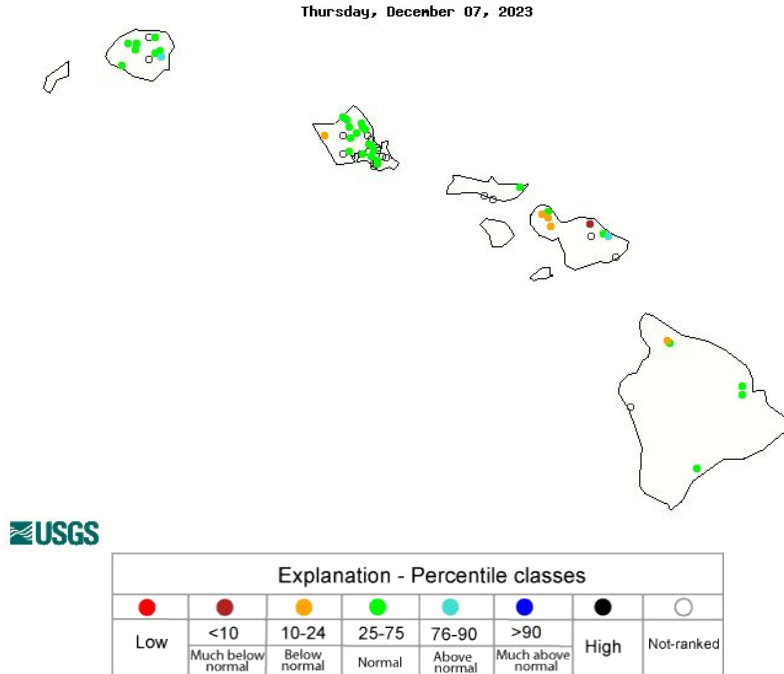 Thursday, December 07, 2023
USGS
Explanation - Percentile classes
Low
<10
10-24
25-75
76-90
>90
High
Not-ranked
Much below
normal
Below
normal
Normal
Above
normal
Much above
normal